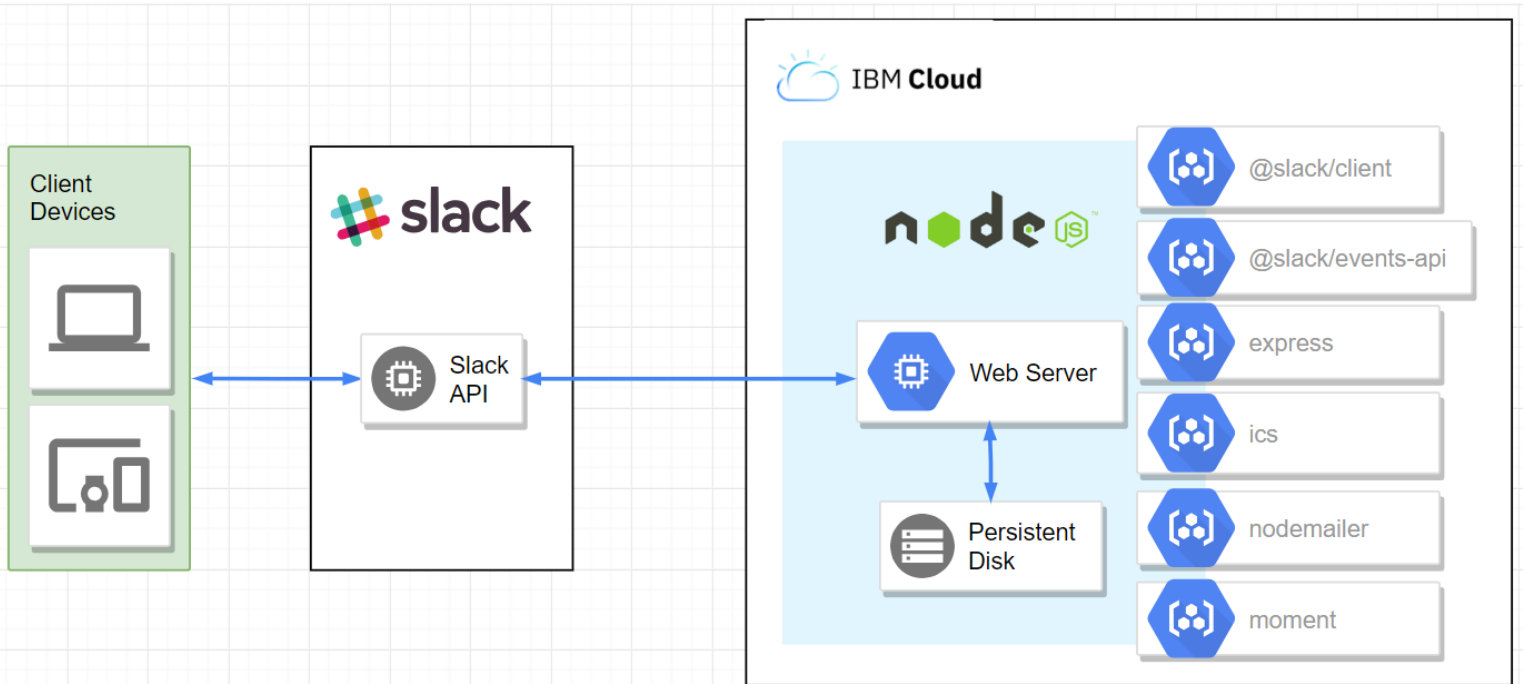 IBM Cloud
Client
Devices
slack
Slack
API
node
JS
™
Web Server
Persistent
Disk
@slack/client
@slack/events-api
express
ics
nodemailer
moment